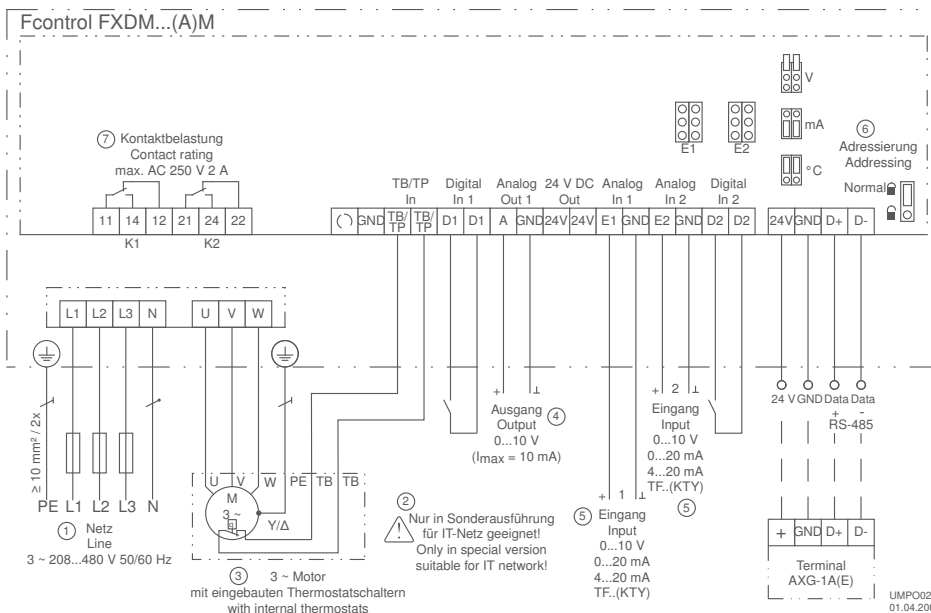 Fcontrol FXDM...(A)M
V
mA
°C
E1
E2
⑥
Adressierung
Addressing
Normal
⑦ Kontaktbelastung
Contact rating
max. AC 250 V 2 A
11 14 12 21 24 22
K1 K2
TB/TP
In
Digital
In 1
Analog
Out 1
24 V DC
Out
Analog
In 1
Analog
In 2
Digital
In 2
GND TB/TP TB/TP D1 D1 A GND 24V 24V E1 GND E2 GND D2 D2
24V GND D+ D-
L1 L2 L3 N
U V W
≥ 10 mm² / 2x
PE L1 L2 L3 N
① Netz
Line
3 ~ 208...480 V 50/60 Hz
U V W PE TB TB
M
3 ~
Y/Δ
③ 3 ~ Motor
mit eingebauten Thermostatschaltern
with internal thermostats
②
Nur in Sonderausführung
für IT-Netz geeignet!
Only in special version
suitable for IT network!
+ ⊥
Ausgang ④
Output
0...10 V
(Imax = 10 mA)
+ 1 ⊥
⑤ Eingang
Input
0...10 V
0...20 mA
4...20 mA
TF..(KTY)
+ 2 ⊥
Eingang
Input
0...10 V
0...20 mA
4...20 mA
TF..(KTY)
⑤
24 V GND Data Data
+ -
RS-485
+ GND D+ D-
Terminal
AXG-1A(E)